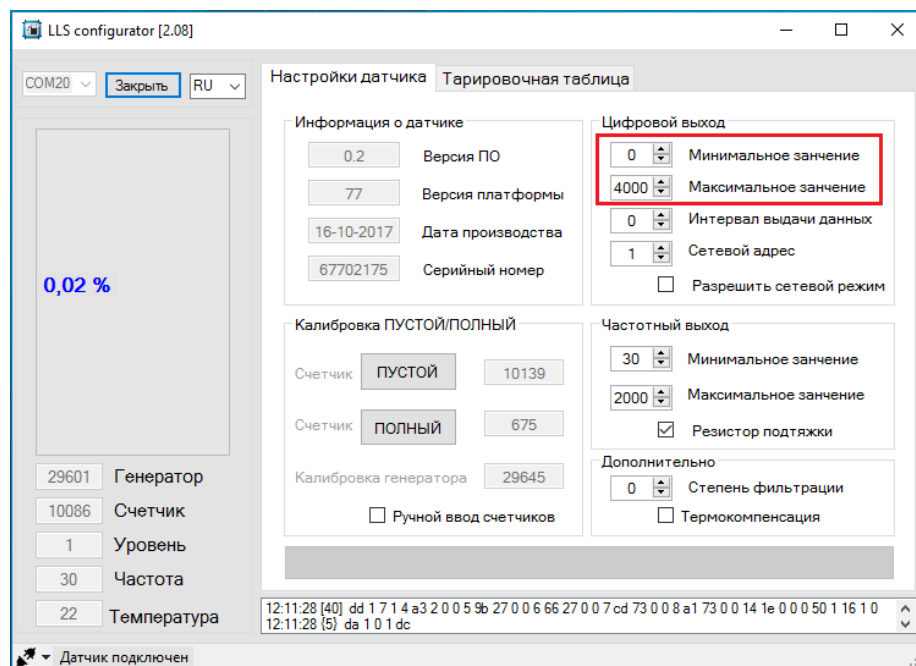 LLS configurator [2.08]
COM20 Закрыть RU
Настройки датчика Тарировочная таблица
Информация о датчике
0.2 Версия ПО
77 Версия платформы
16-10-2017 Дата производства
67702175 Серийный номер
Цифровой выход
0 Минимальное занчение
4000 Максимальное занчение
0 Интервал выдачи данных
1 Сетевой адрес
Разрешить сетевой режим
0,02 %
Калибровка ПУСТОЙ/ПОЛНЫЙ
Счетчик ПУСТОЙ 10139
Счетчик ПОЛНЫЙ 675
Калибровка генератора 29645
Ручной ввод счетчиков
Частотный выход
30 Минимальное занчение
2000 Максимальное занчение
Резистор подтяжки
Дополнительно
0 Степень фильтрации
Термокомпенсация
29601 Генератор
10086 Счетчик
1 Уровень
30 Частота
22 Температура
12:11:28 [40] dd 1 7 1 4 a3 2 0 0 5 9b 27 0 0 6 66 27 0 0 7 cd 73 0 0 8 a1 73 0 0 14 1e 0 0 0 50 1 16 1 0
12:11:28 {5} da 1 0 1 dc
Датчик подключен